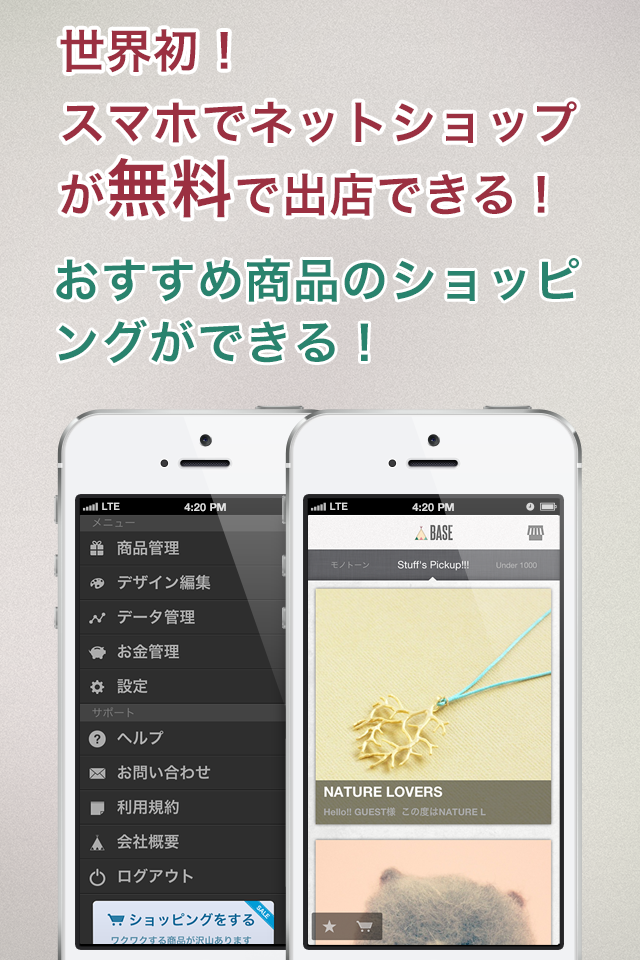 世界初！
スマホでネットショップ
が無料で出店できる！
おすすめ商品のショッピ
ングができる！
LTE 4:20 PM
メニュー
商品管理
デザイン編集
データ管理
お金管理
設定
サポート
ヘルプ
お問い合わせ
利用規約
会社概要
ログアウト
ショッピングをする
SALE
ワクワクする商品が沢山あります
LTE 4:20 PM
BASE
モノトーン Stuff's Pickup!!! Under 1000
NATURE LOVERS
Hello!! GUEST様 この度はNATURE L